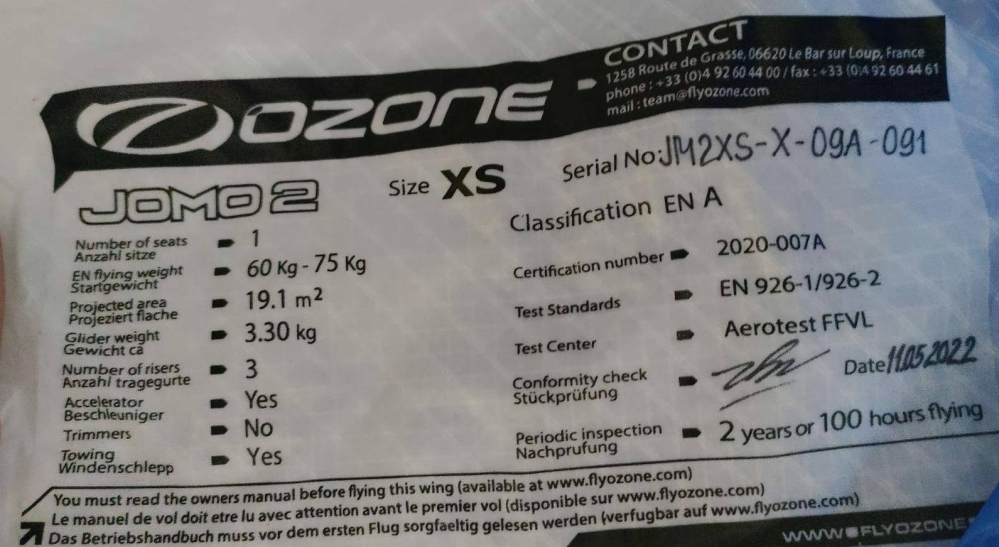 OZONE
CONTACT
1258 Route de Grasse, 06620 Le Bar sur Loup, France
phone : +33 (0)4 92 60 44 00 / fax : +33 (0)4 92 60 44 61
mail : team@flyozone.com
JOMO 2
Size XS
Serial No: JM2XS-X-09A-091
Classification EN A
Number of seats 1
Anzahl sitze
EN flying weight 60 Kg - 75 Kg
Startgewicht
Projected area 19.1 m²
Projeziert flache
Glider weight 3.30 kg
Gewicht ca
Number of risers 3
Anzahl tragegurte
Accelerator Yes
Beschleuniger
Trimmers No
Towing Yes
Windenschlepp
Certification number 2020-007A
Test Standards EN 926-1/926-2
Test Center Aerotest FFVL
Conformity check
Stückprüfung
Date 11.05.2022
Periodic inspection 2 years or 100 hours flying
Nachprufung
You must read the owners manual before flying this wing (available at www.flyozone.com)
Le manuel de vol doit etre lu avec attention avant le premier vol (disponible sur www.flyozone.com)
Das Betriebshandbuch muss vor dem ersten Flug sorgfaeltig gelesen werden (verfugbar auf www.flyozone.com)
WWW.FLYOZONE